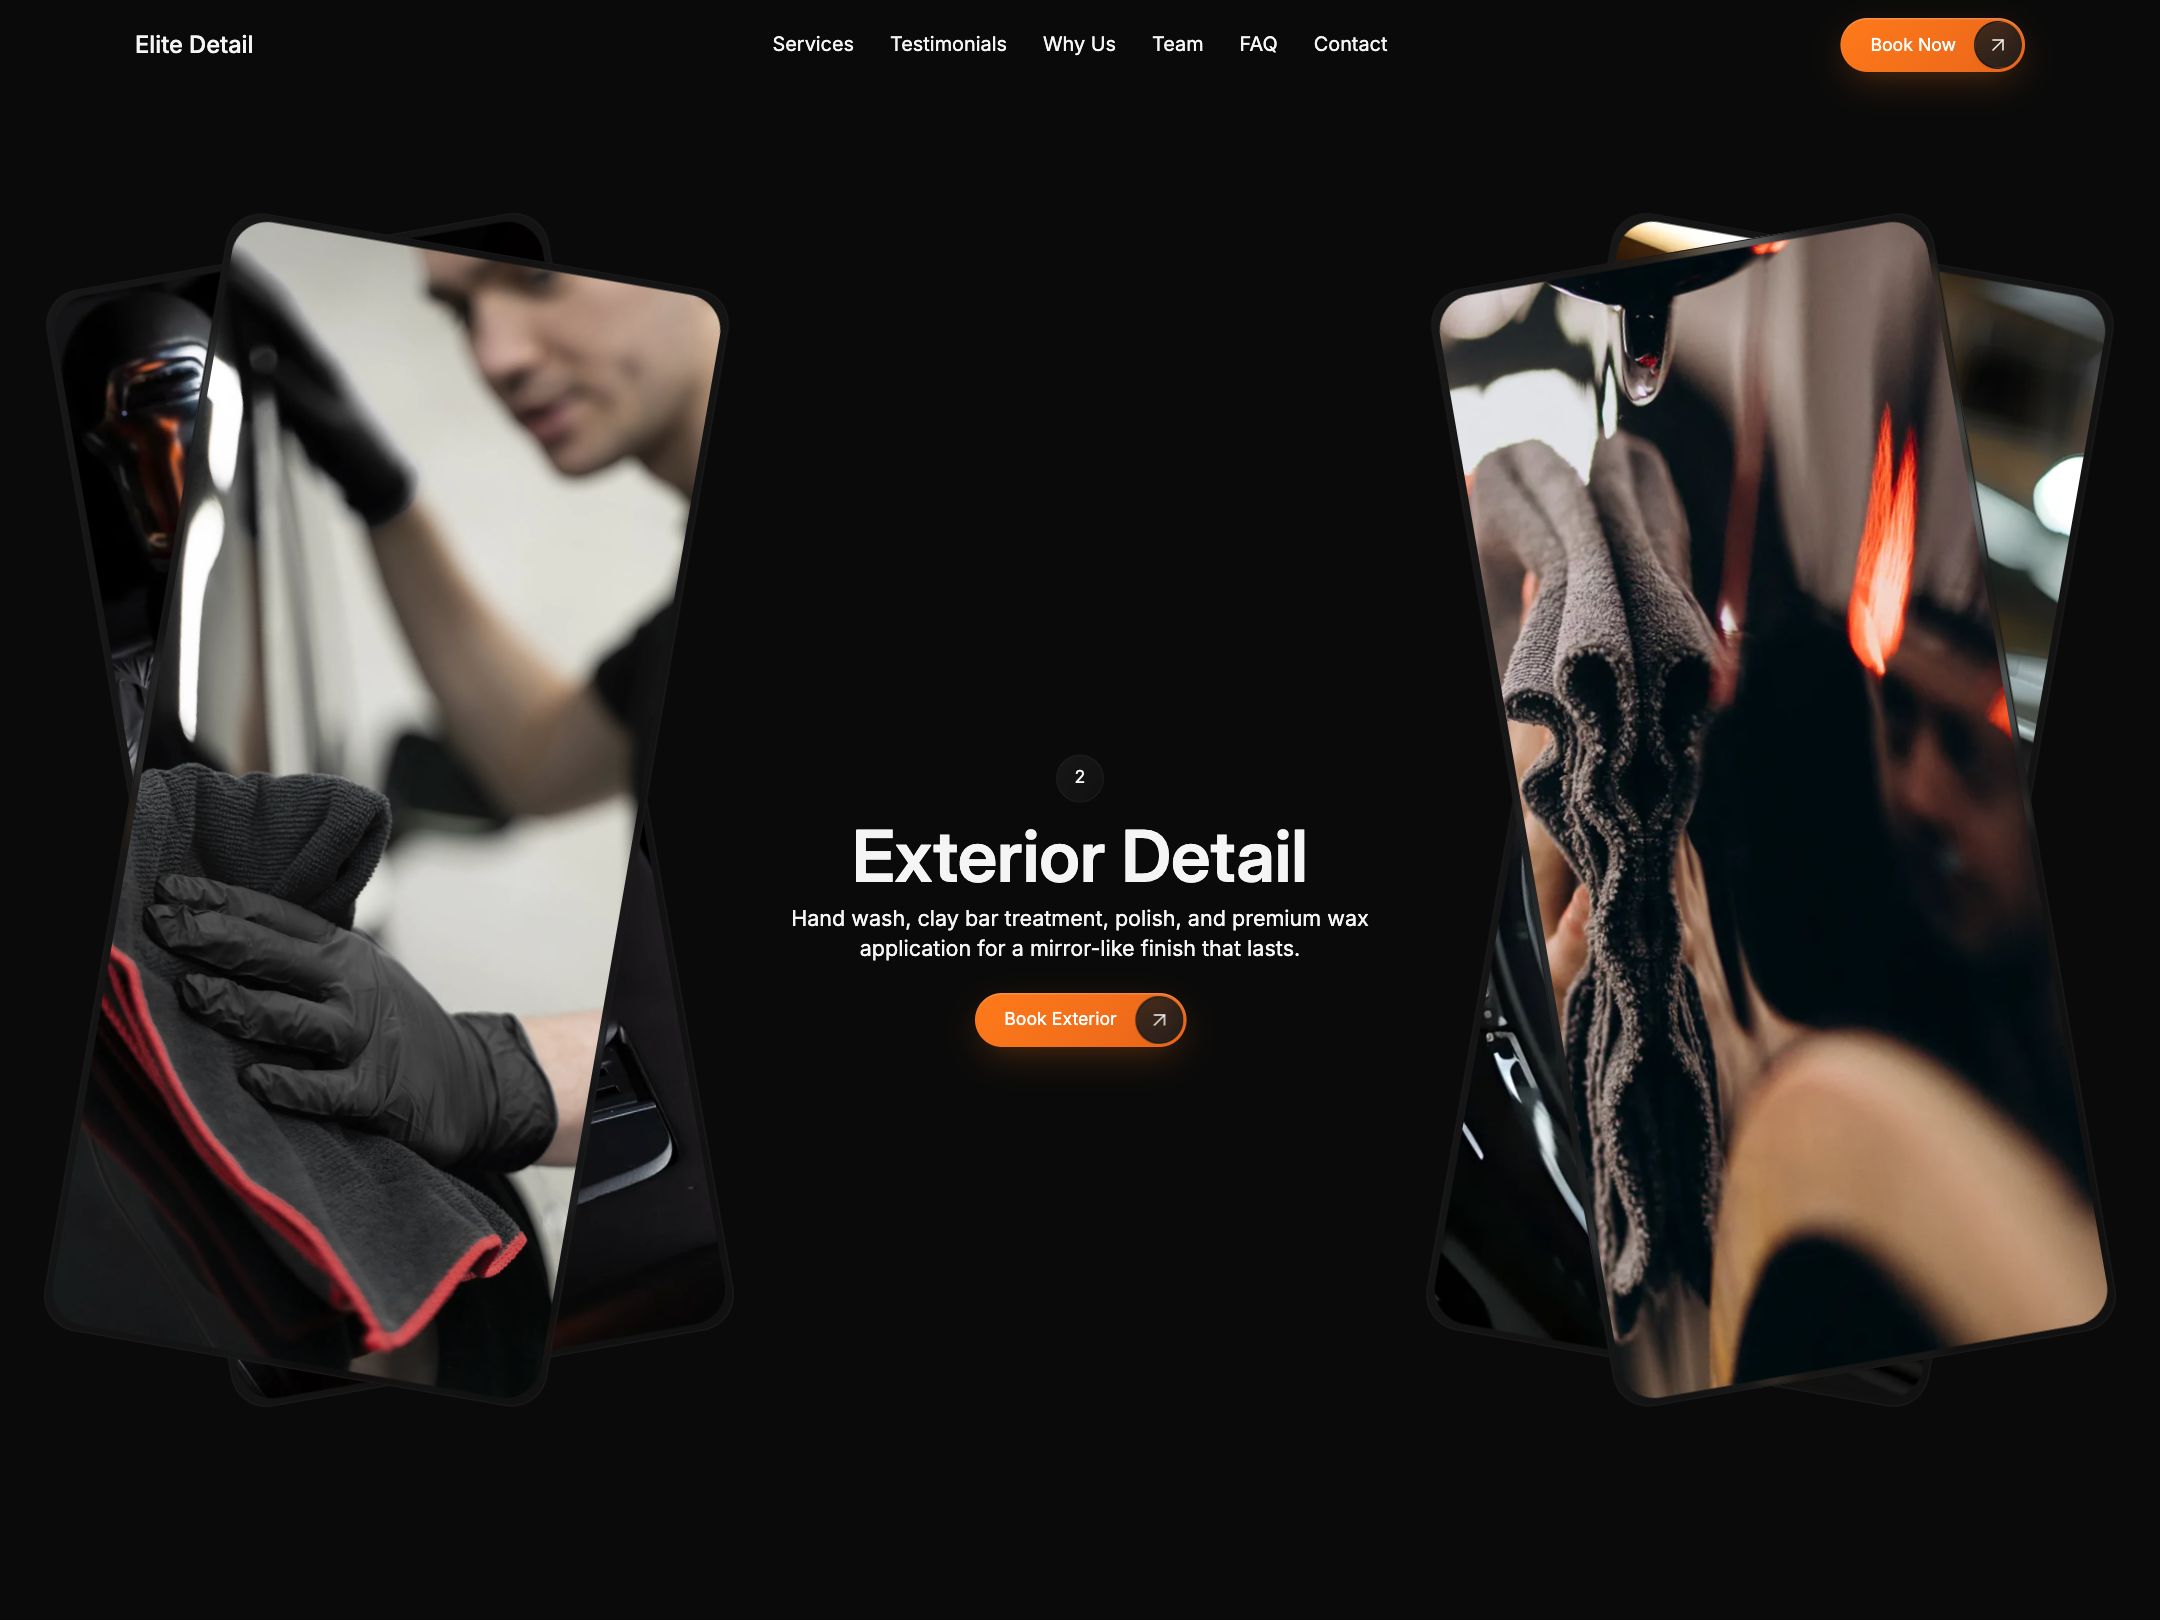 Elite Detail
Services
Testimonials
Why Us
Team
FAQ
Contact
Book Now
2
Exterior Detail
Hand wash, clay bar treatment, polish, and premium wax
application for a mirror-like finish that lasts.
Book Exterior